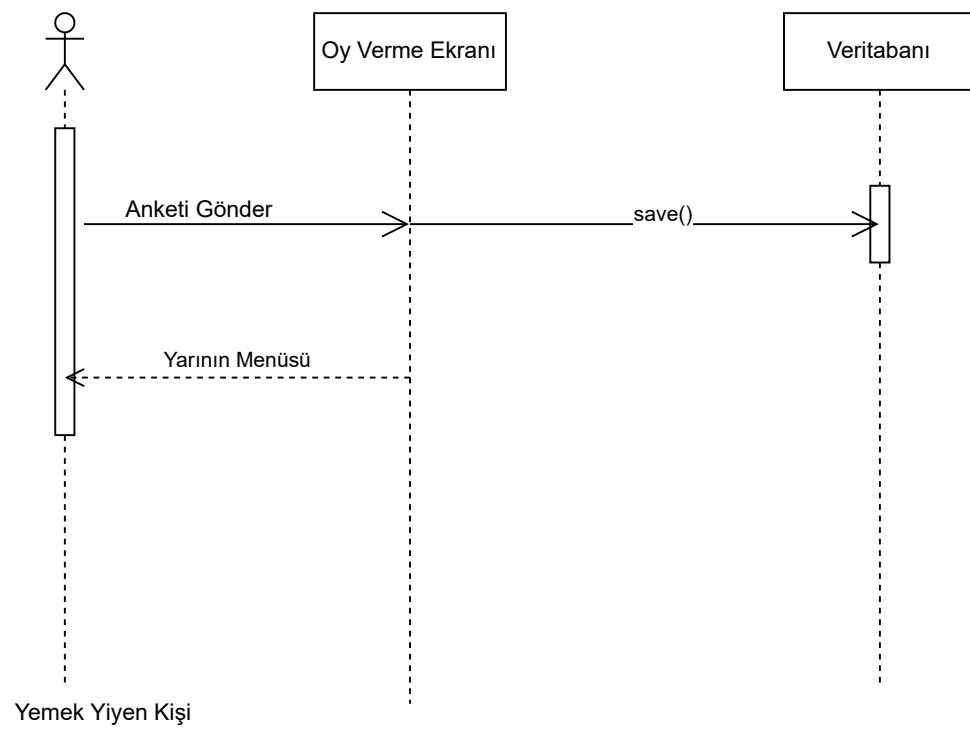 Oy Verme Ekranı
Veritabanı
Anketi Gönder
save()
Yarının Menüsü
Yemek Yiyen Kişi